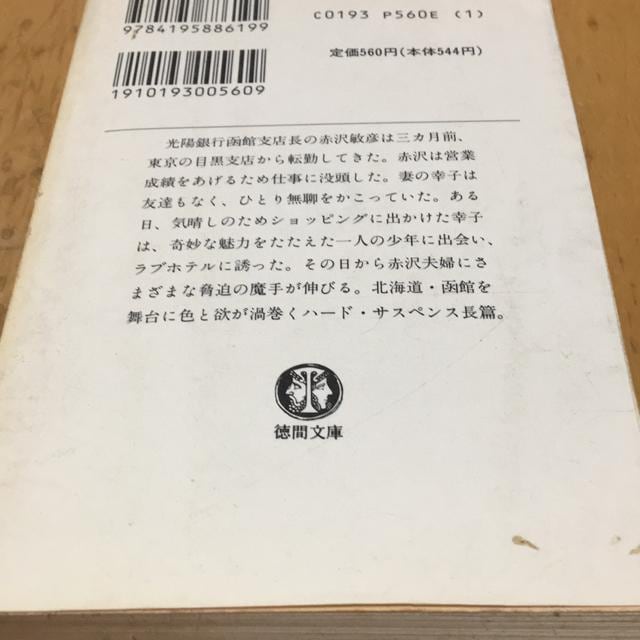 9784195886199
C0193 P560E (1)
定価560円(本体544円)
1910193005609
光陽銀行函館支店長の赤沢敏彦は三カ月前、
東京の目黒支店から転勤してきた。赤沢は営業
成績をあげるため仕事に没頭した。妻の幸子は
友達もなく、ひとり無聊をかこっていた。ある
日、気晴しのためショッピングに出かけた幸子
は、奇妙な魅力をたたえた一人の少年に出会い、
ラブホテルに誘った。その日から赤沢夫婦にさ
まざまな脅迫の魔手が伸びる。北海道・函館を
舞台に色と欲が渦巻くハード・サスペンス長篇。
徳間文庫